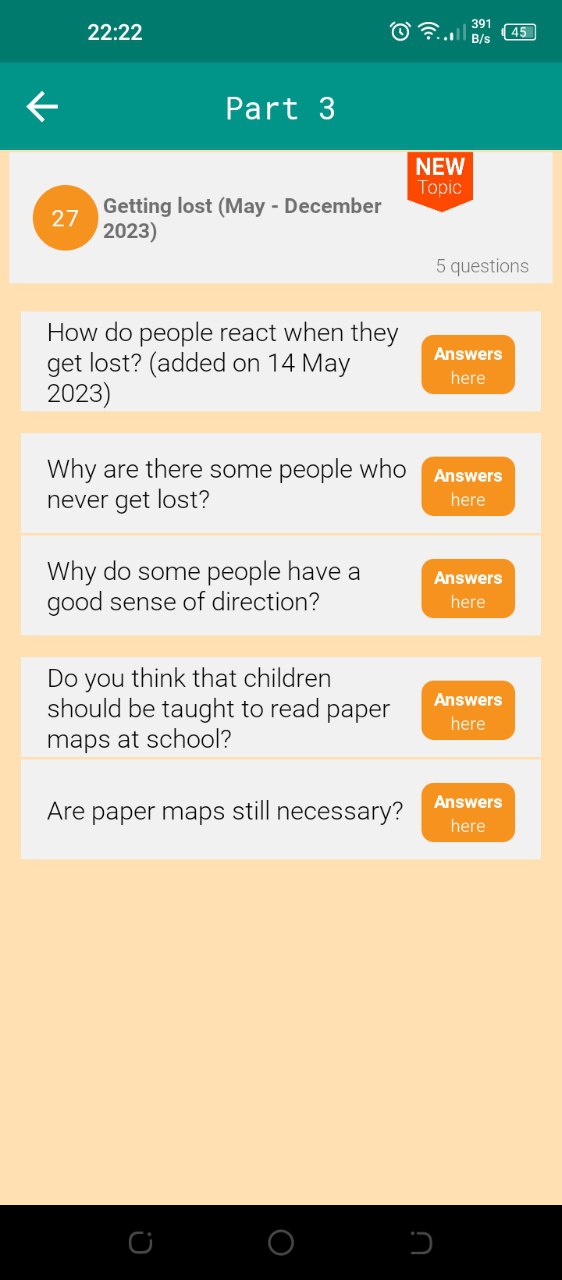 22:22
391
B/s
45
Part 3
NEW
Topic
27
Getting lost (May - December
2023)
5 questions
How do people react when they
get lost? (added on 14 May
2023)
Answers
here
Why are there some people who
never get lost?
Answers
here
Why do some people have a
good sense of direction?
Answers
here
Do you think that children
should be taught to read paper
maps at school?
Answers
here
Are paper maps still necessary?
Answers
here